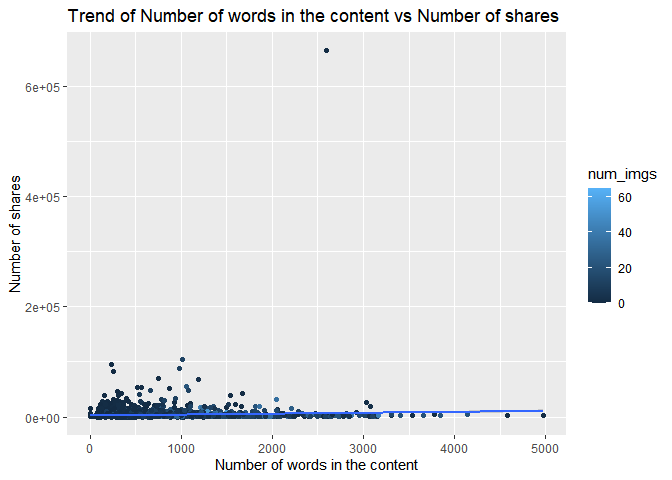 Trend of Number of words in the content vs Number of shares
Number of shares
6e+05
4e+05
2e+05
0e+00
0 1000 2000 3000 4000 5000
Number of words in the content
num_imgs
60
40
20
0